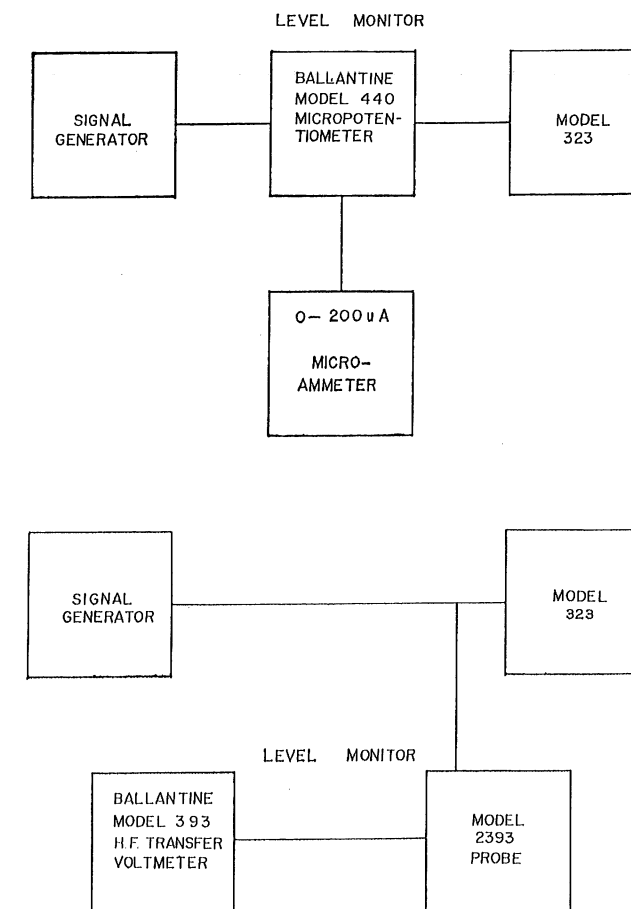 LEVEL MONITOR
SIGNAL
GENERATOR
BALLANTINE
MODEL 440
MICROPOTEN-
TIOMETER
MODEL
323
0- 200uA
MICRO-
AMMETER
SIGNAL
GENERATOR
MODEL
323
LEVEL MONITOR
BALLANTINE
MODEL 393
H.F. TRANSFER
VOLTMETER
MODEL
2393
PROBE